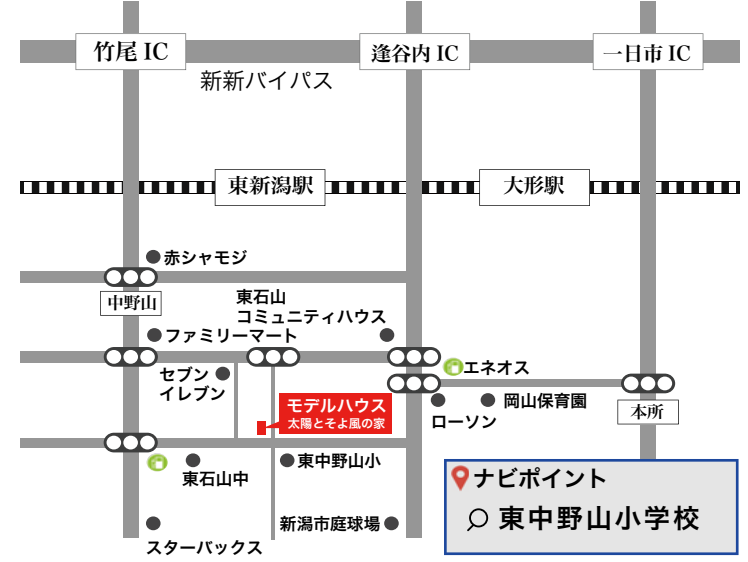 竹尾 IC
逢谷内 IC
一日市 IC
新新バイパス
東新潟駅
大形駅
赤シャモジ
中野山
東石山
コミュニティハウス
ファミリーマート
セブン
イレブン
エネオス
モデルハウス
太陽とそよ風の家
ローソン
岡山保育園
本所
東石山中
東中野山小
新潟市庭球場
スターバックス
ナビポイント
東中野山小学校